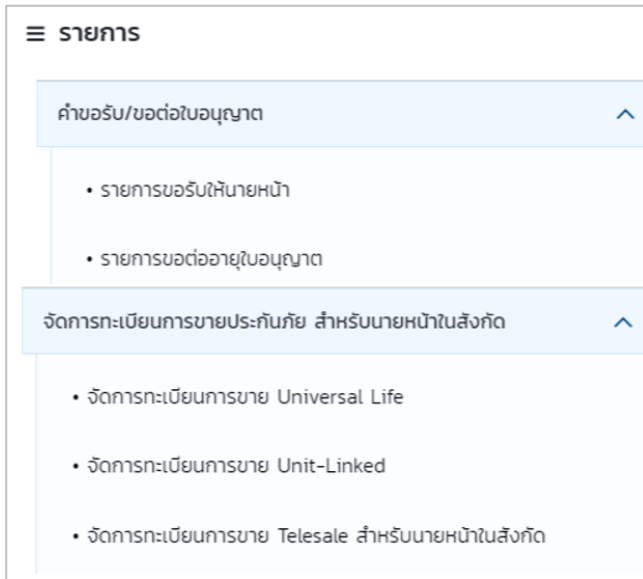 ≡ รายการ
คำขอรับ/ขอต่อใบอนุญาต
• รายการขอรับให้นายหน้า
• รายการขอต่ออายุใบอนุญาต
จัดการทะเบียนการขายประกันภัย สำหรับนายหน้าในสังกัด
• จัดการทะเบียนการขาย Universal Life
• จัดการทะเบียนการขาย Unit-Linked
• จัดการทะเบียนการขาย Telesale สำหรับนายหน้าในสังกัด